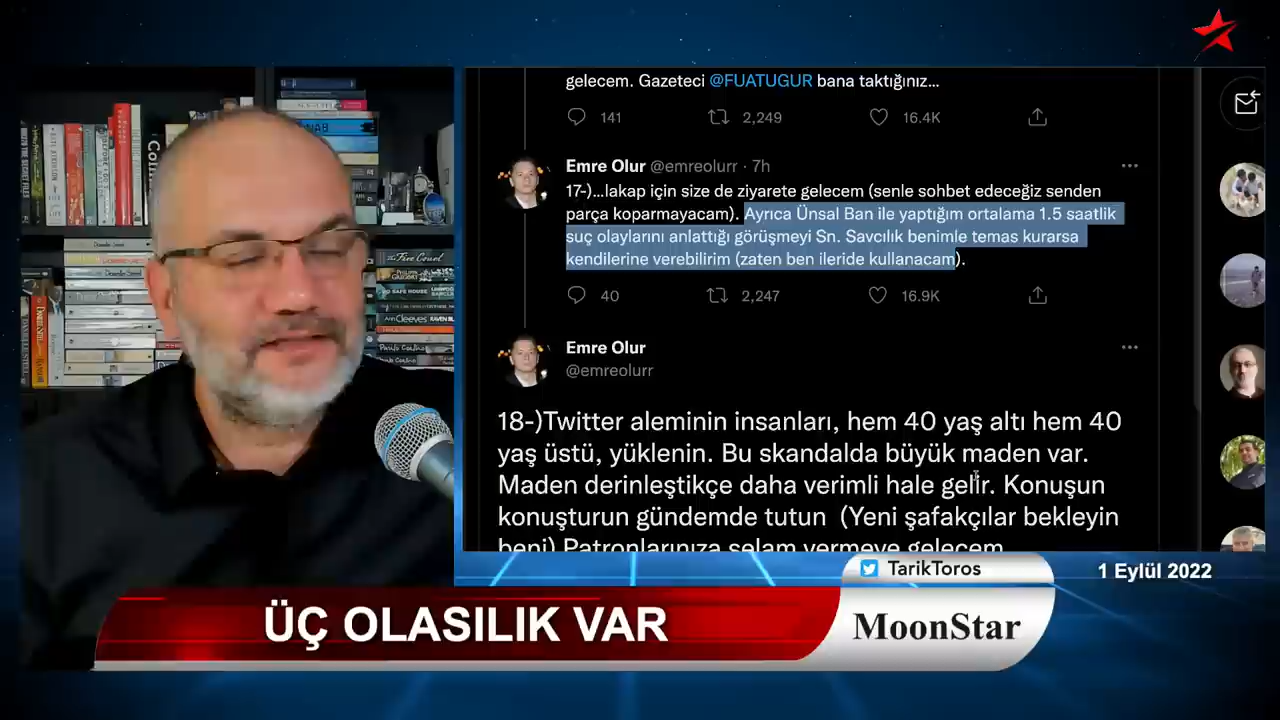 gelecem. Gazeteci @FUATUGUR bana taktığınız...
141 2,249 16.4K
Emre Olur @emreolurr · 7h
17-)...lakap için size de ziyarete gelecem (senle sohbet edeceğiz senden
parça koparmayacam). Ayrıca Ünsal Ban ile yaptığım ortalama 1.5 saatlik
suç olaylarını anlattığı görüşmeyi Sn. Savcılık benimle temas kurarsa
kendilerine verebilirim (zaten ben ileride kullanacam).
40 2,247 16.9K
Emre Olur
@emreolurr
18-)Twitter aleminin insanları, hem 40 yaş altı hem 40
yaş üstü, yüklenin. Bu skandalda büyük maden var.
Maden derinleştikçe daha verimli hale gelir. Konuşun
konuşturun gündemde tutun (Yeni şafakçılar bekleyin
beni) Patronlarınıza selam vermeye gelecem
TarikToros
1 Eylül 2022
ÜÇ OLASILIK VAR
MoonStar